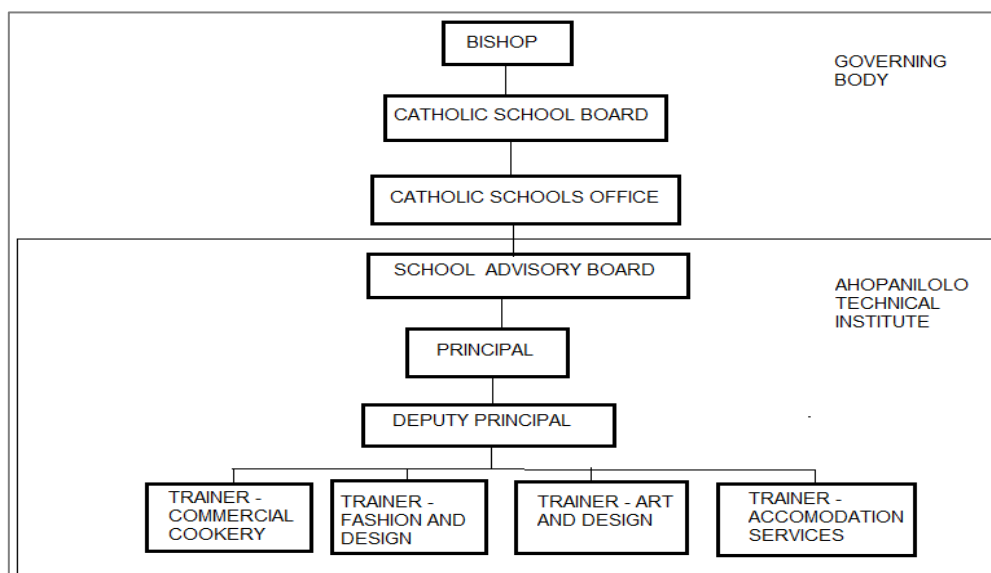 BISHOP
GOVERNING
BODY
CATHOLIC SCHOOL BOARD
CATHOLIC SCHOOLS OFFICE
SCHOOL ADVISORY BOARD
AHOPANILOLO
TECHNICAL
INSTITUTE
PRINCIPAL
DEPUTY PRINCIPAL
TRAINER -
COMMERCIAL
COOKERY
TRAINER -
FASHION AND
DESIGN
TRAINER - ART
AND DESIGN
TRAINER -
ACCOMODATION
SERVICES